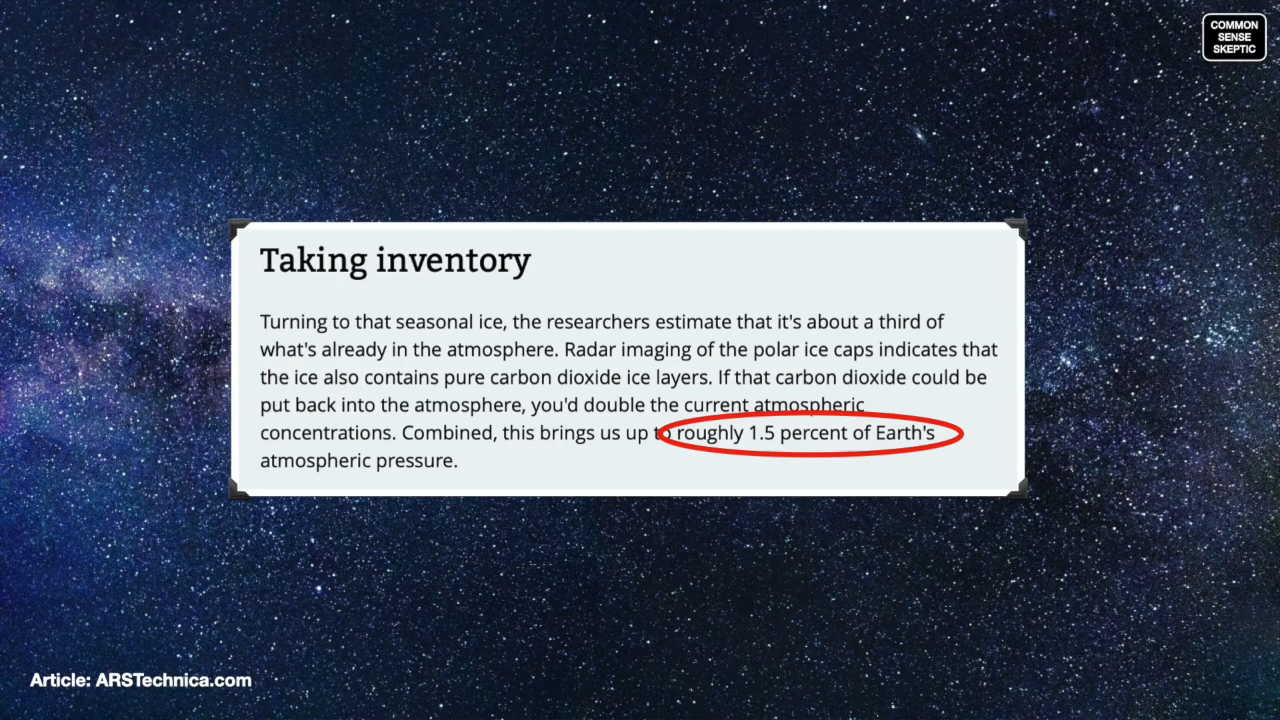 COMMON
SENSE
SKEPTIC
Taking inventory
Turning to that seasonal ice, the researchers estimate that it's about a third of
what's already in the atmosphere. Radar imaging of the polar ice caps indicates that
the ice also contains pure carbon dioxide ice layers. If that carbon dioxide could be
put back into the atmosphere, you'd double the current atmospheric
concentrations. Combined, this brings us up to roughly 1.5 percent of Earth's
atmospheric pressure.
Article: ARSTechnica.com